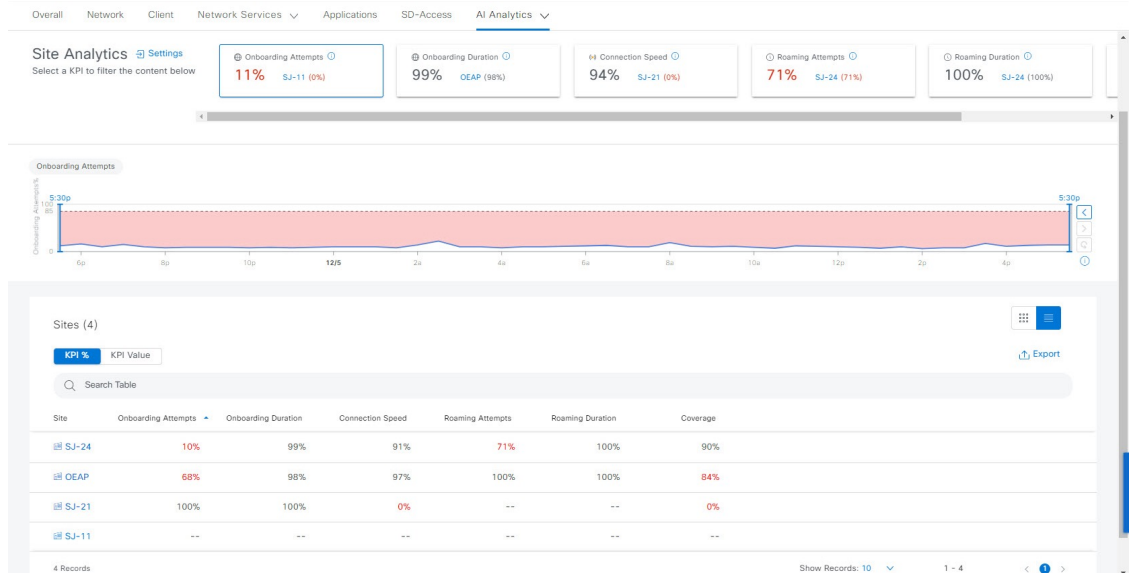 Overall Network Client Network Services Applications SD-Access AI Analytics
Site Analytics Settings
Select a KPI to filter the content below
Onboarding Attempts
11% SJ-11 (0%)
Onboarding Duration
99% OEAP (98%)
Connection Speed
94% SJ-21 (0%)
Roaming Attempts
71% SJ-24 (71%)
Roaming Duration
100% SJ-24 (100%)
Onboarding Attempts
Onboarding Attempts%
5:30p 5:30p
100
85
0
6p 8p 10p 12/5 2a 4a 6a 8a 10a 12p 2p 4p
Sites (4)
KPI % KPI Value
Export
Search Table
Site Onboarding Attempts Onboarding Duration Connection Speed Roaming Attempts Roaming Duration Coverage
SJ-24 10% 99% 91% 71% 100% 90%
OEAP 68% 98% 97% 100% 100% 84%
SJ-21 100% 100% 0% -- -- 0%
SJ-11 -- -- -- -- -- --
4 Records Show Records: 10 1 - 4 1